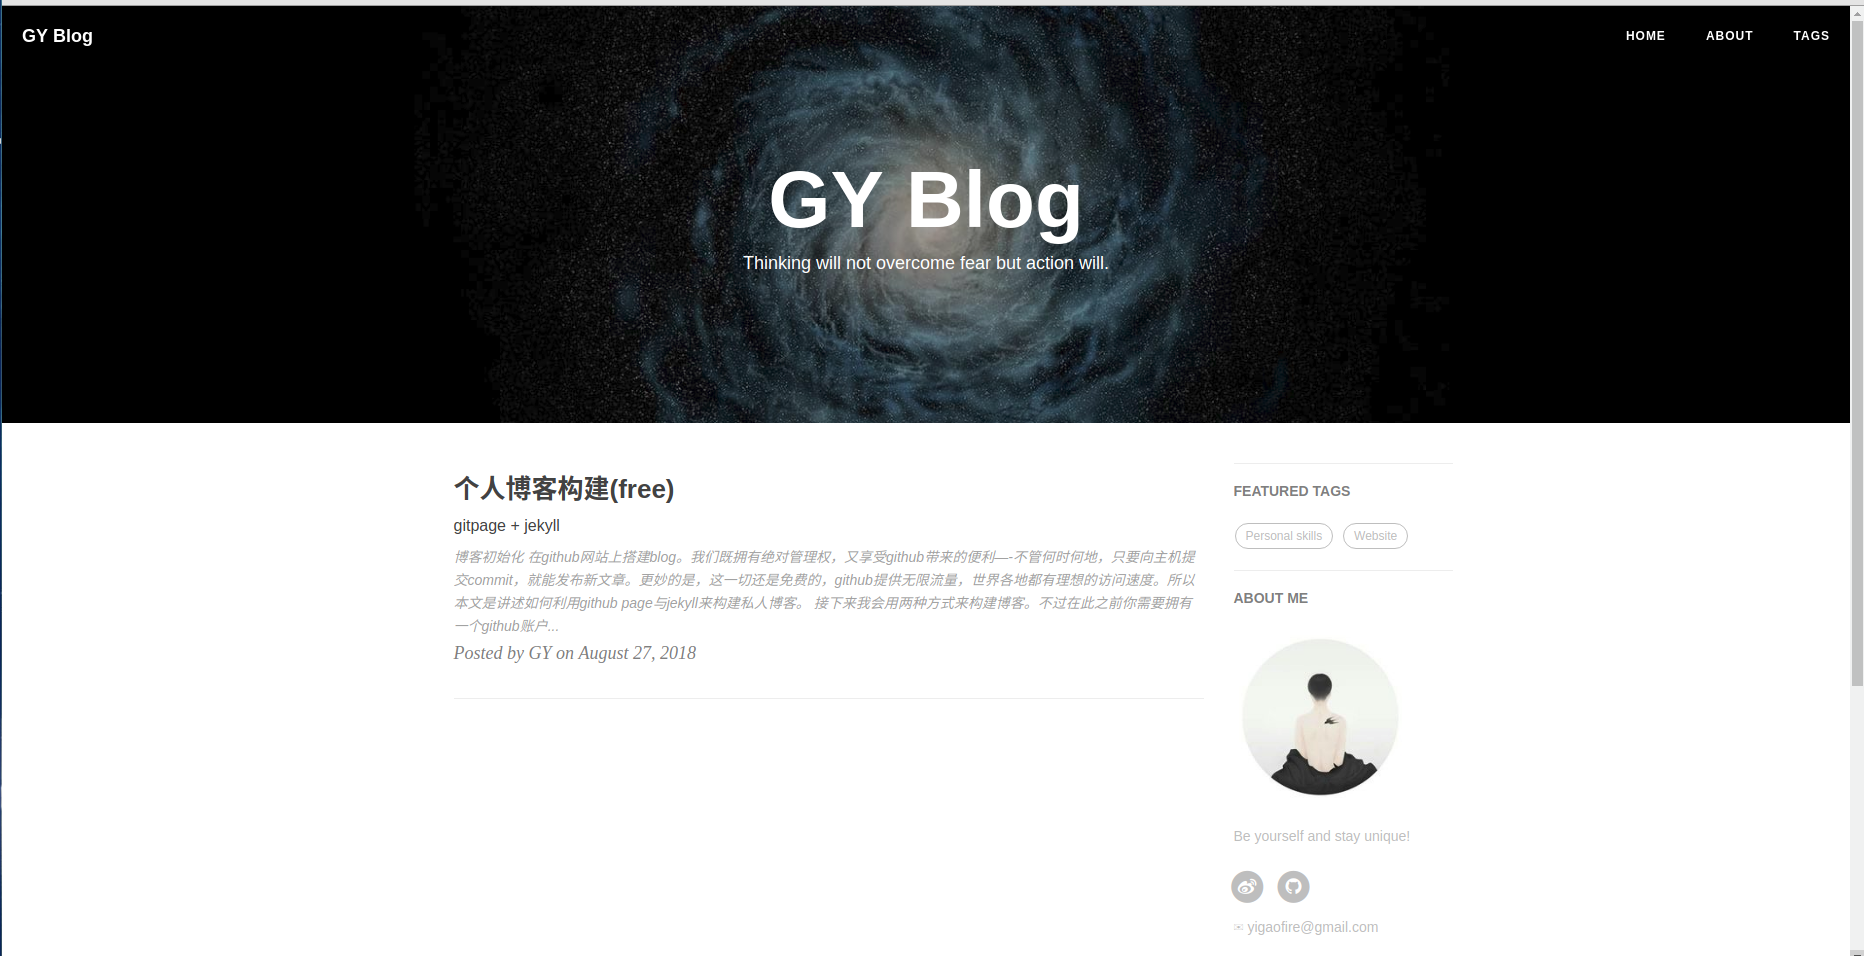 GY Blog
HOME ABOUT TAGS
GY Blog
Thinking will not overcome fear but action will.
个人博客构建(free)
gitpage + jekyll
博客初始化 在github网站上搭建blog。我们既拥有绝对管理权，又享受github带来的便利—-不管何时何地，只要向主机提
交commit，就能发布新文章。更妙的是，这一切还是免费的，github提供无限流量，世界各地都有理想的访问速度。所以
本文是讲述如何利用github page与jekyll来构建私人博客。 接下来我会用两种方式来构建博客。不过在此之前你需要拥有
一个github账户...
Posted by GY on August 27, 2018
FEATURED TAGS
Personal skills Website
ABOUT ME
Be yourself and stay unique!
✉ yigaofire@gmail.com